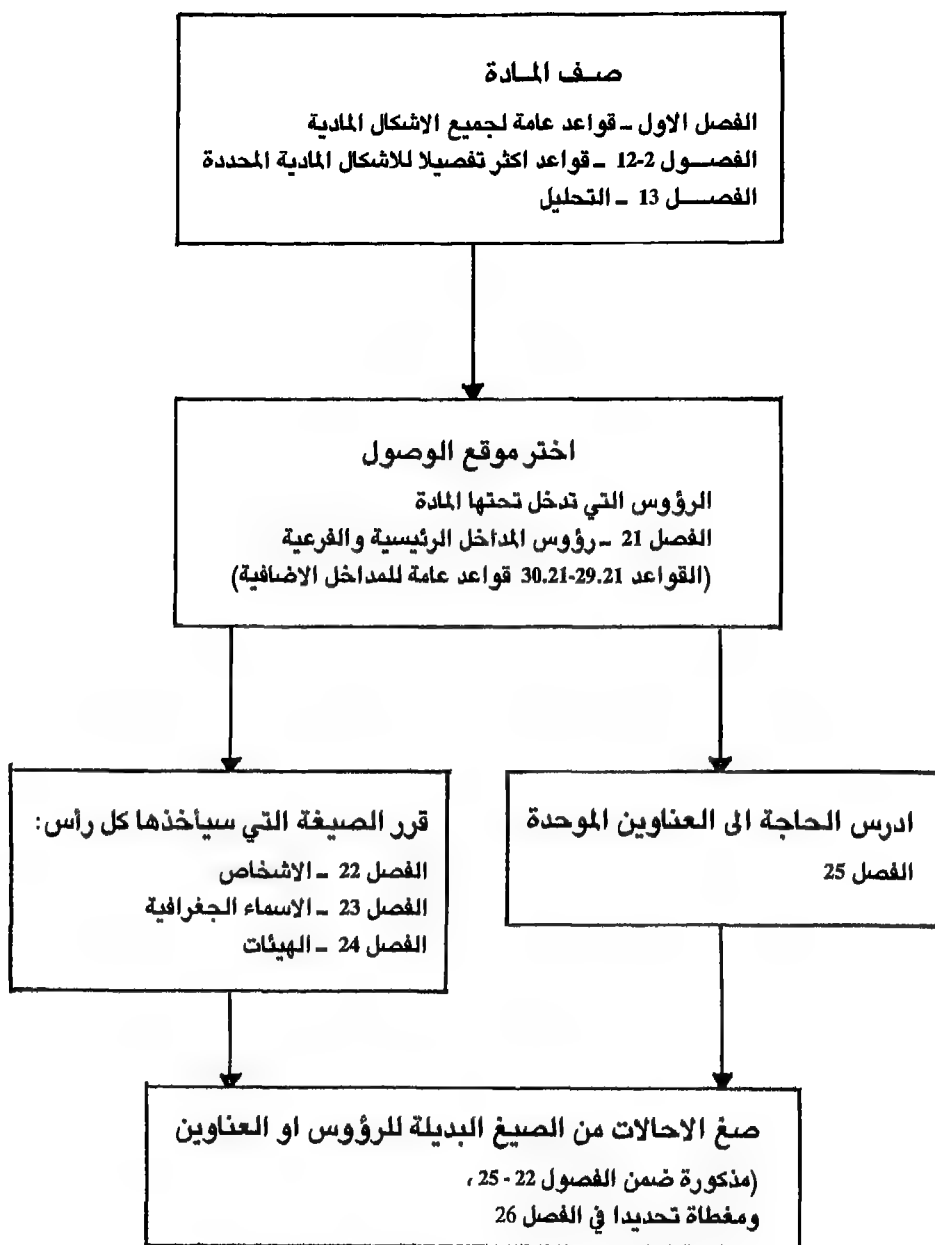 صف المادة
الفصل الاول - قواعد عامة لجميع الاشكال المادية
الفصول 2-12 - قواعد اكثر تفصيلا للاشكال المادية المحددة
الفصل 13 - التحليل
اختر موقع الوصول
الرؤوس التي تدخل تحتها المادة
الفصل 21 - رؤوس المداخل الرئيسية والفرعية
(القواعد 29.21-30.21 قواعد عامة للمداخل الاضافية)
قرر الصيغة التي سيأخذها كل رأس:
الفصل 22 - الاشخاص
الفصل 23 - الاسماء الجغرافية
الفصل 24 - الهيئات
ادرس الحاجة الى العناوين الموحدة
الفصل 25
صغ الاحالات من الصيغ البديلة للرؤوس او العناوين
(مذكورة ضمن الفصول 22 - 25،
ومغطاة تحديدا في الفصل 26